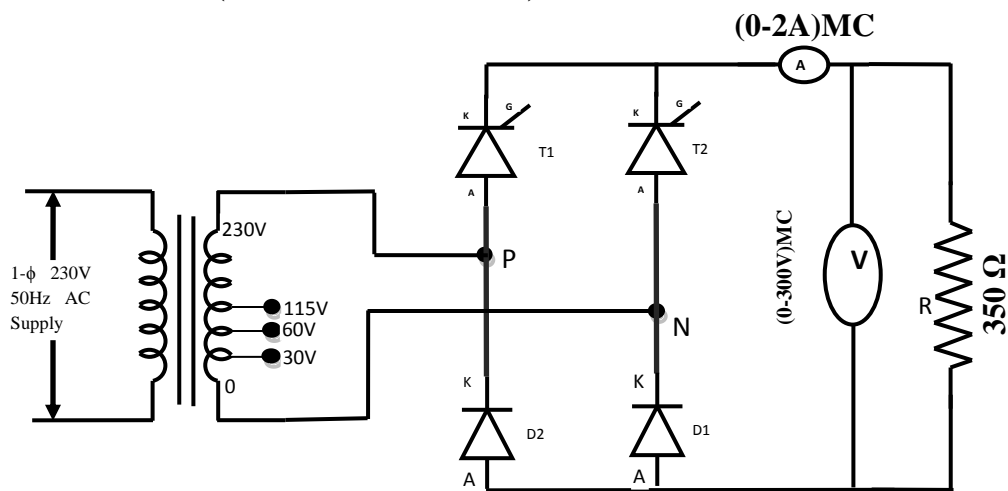 (0-2A)MC
A
K
G
T1
A
K
G
T2
A
230V
P
1-ϕ 230V
50Hz AC
Supply
115V
60V
30V
0
N
(0-300V)MC
V
R
350 Ω
K
D2
A
K
D1
A